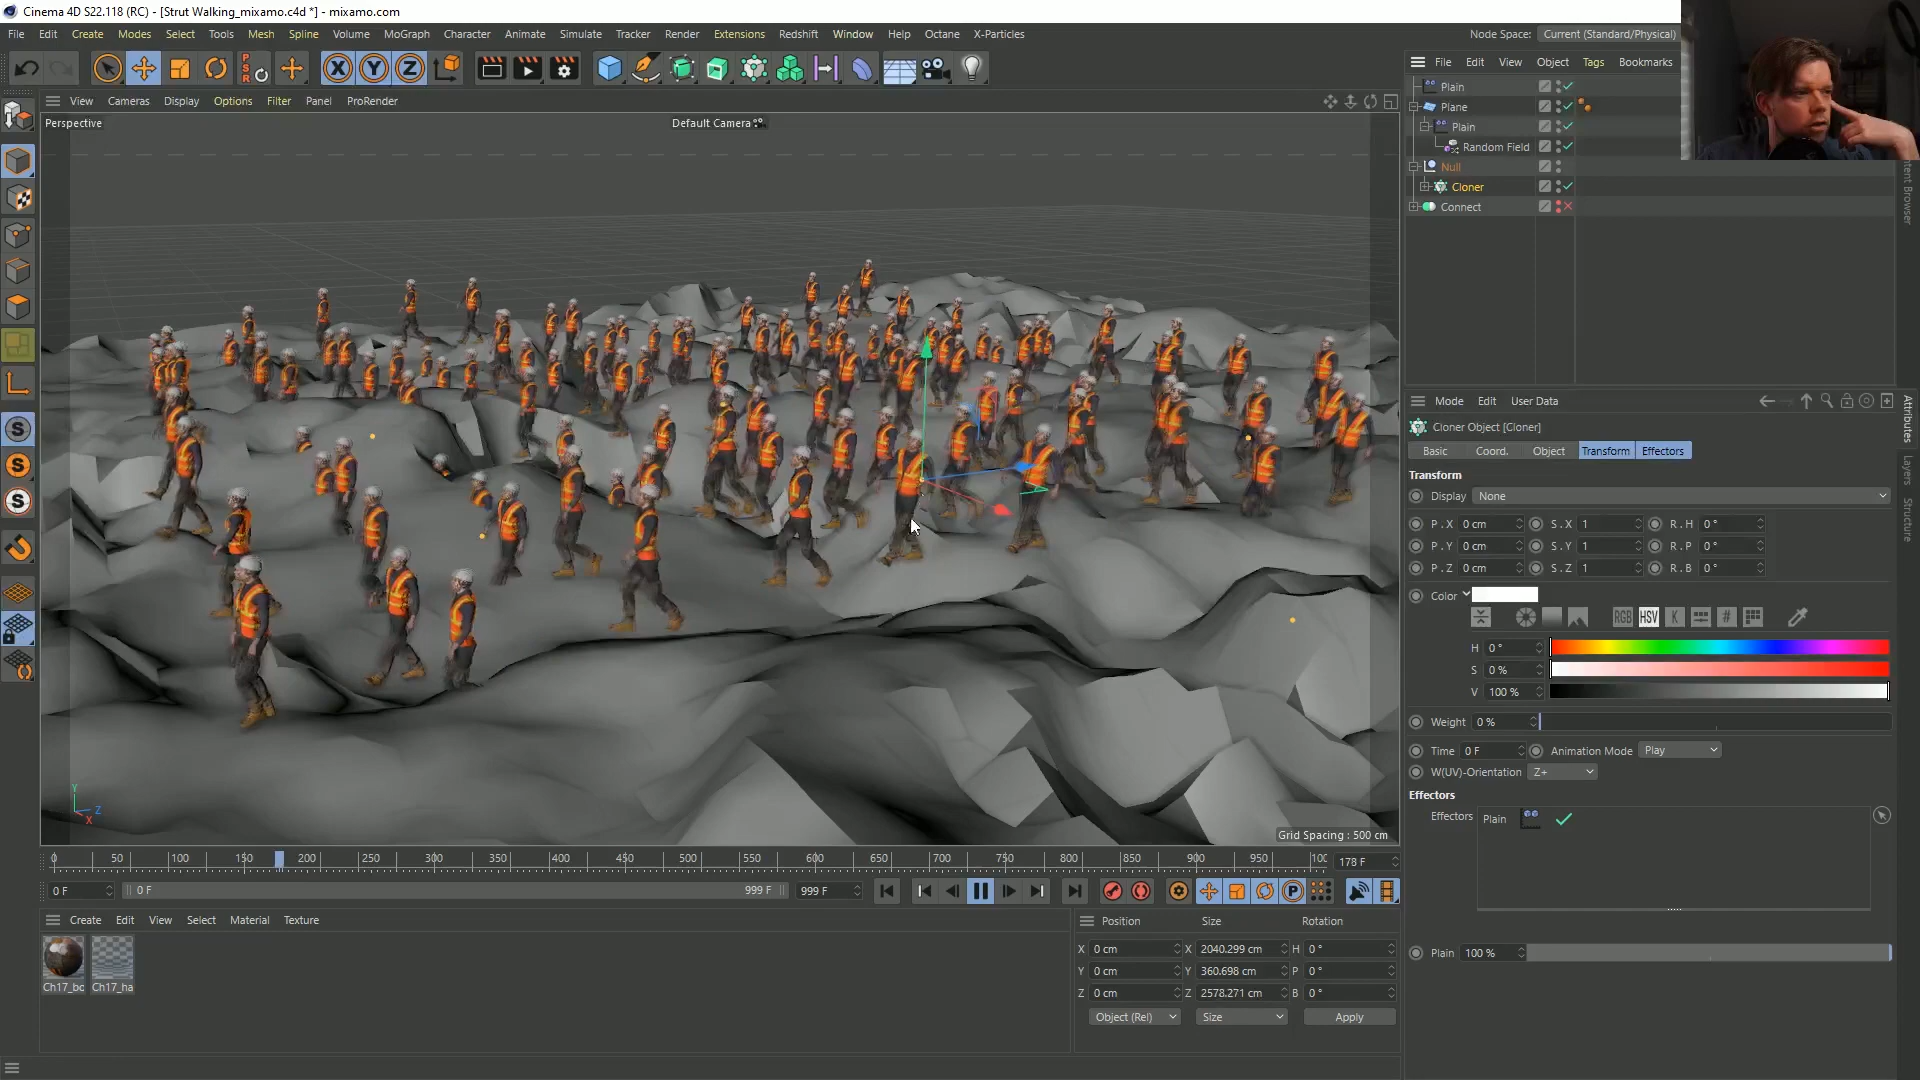 Cinema 4D S22.118 (RC) - [Strut Walking_mixamo.c4d *] - mixamo.com
File Edit Create Modes Select Tools Mesh Spline Volume MoGraph Character Animate Simulate Tracker Render Extensions Redshift Window Help Octane X-Particles
Node Space: Current (Standard/Physical)
PSR X Y Z
File Edit View Object Tags Bookmarks
View Cameras Display Options Filter Panel ProRender
Perspective
Default Camera
Plain
Plane
Plain
Random Field
Null
Cloner
Connect
Content Browser
Mode Edit User Data
Cloner Object [Cloner]
Basic Coord. Object Transform Effectors
Attributes
Layers
Structure
Transform
Display None
P . X 0 cm S . X 1 R . H 0 °
P . Y 0 cm S . Y 1 R . P 0 °
P . Z 0 cm S . Z 1 R . B 0 °
Color
RGB HSV K #
H 0 °
S 0 %
V 100 %
Weight 0 %
Time 0 F Animation Mode Play
W(UV)-Orientation Z+
Effectors
Effectors Plain
Plain 100 %
S
S
S
Y
Z
X
Grid Spacing : 500 cm
0 50 100 150 200 250 300 350 400 450 500 550 600 650 700 750 800 850 900 950 100
178 F
0 F 0 F 999 F 999 F
P
Create Edit View Select Material Texture
Ch17_bo Ch17_ha
Position Size Rotation
X 0 cm X 2040.299 cm H 0 °
Y 0 cm Y 360.698 cm P 0 °
Z 0 cm Z 2578.271 cm B 0 °
Object (Rel) Size Apply